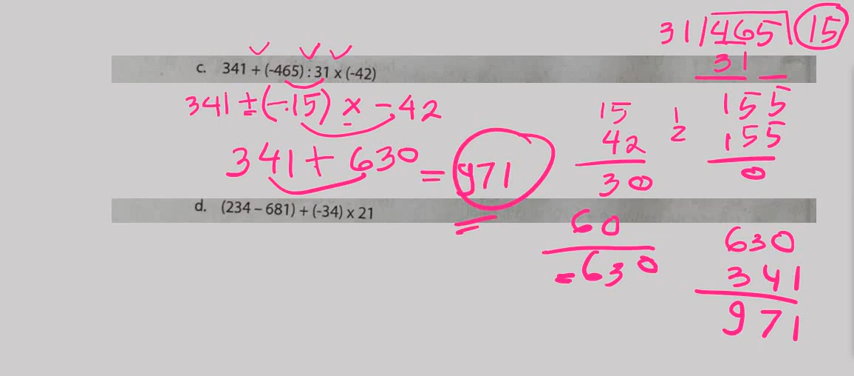 c. 341 + (-465) : 31 x (-42)
341 ± (-15) x -42
341 + 630 = 971
d. (234 – 681) + (-34) x 21
31 465 15
31
155
155
0
15
42
30
60
= 630
1
2
630
341
971